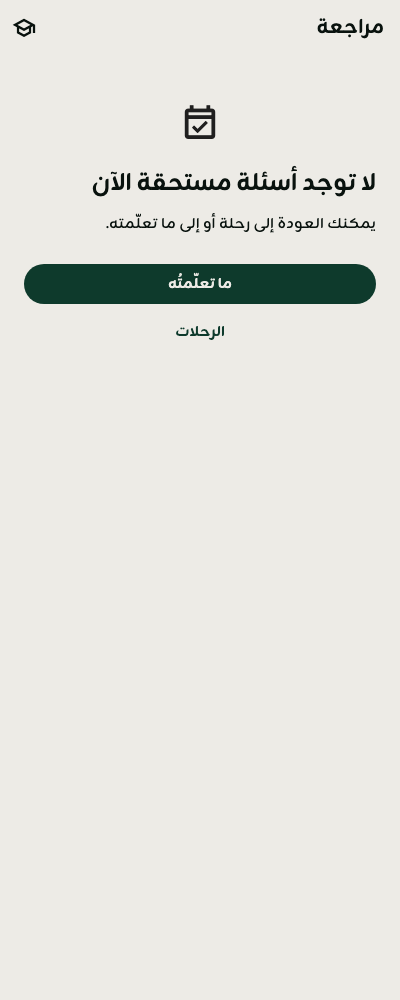 مراجعة
لا توجد أسئلة مستحقة الآن
يمكنك العودة إلى رحلة أو إلى ما تعلّمته.
ما تعلّمتُه
الرحلات